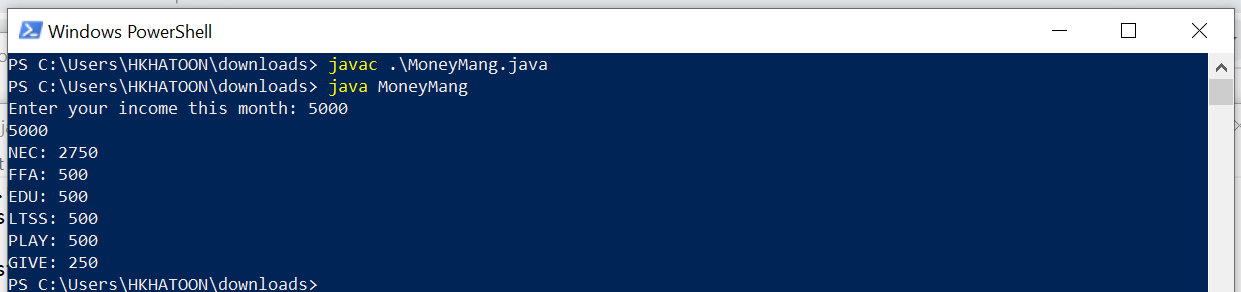 Windows PowerShell
PS C:\Users\HKHATOON\downloads> javac .\MoneyMang.java
PS C:\Users\HKHATOON\downloads> java MoneyMang
Enter your income this month: 5000
5000
NEC: 2750
FFA: 500
EDU: 500
LTSS: 500
PLAY: 500
GIVE: 250
PS C:\Users\HKHATOON\downloads>